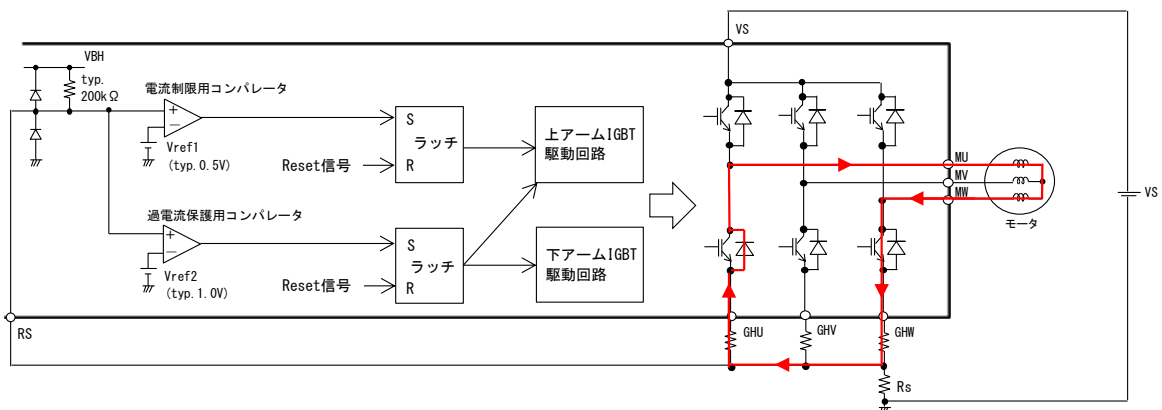 VS
VBH
typ.
200kΩ
電流制限用コンパレータ
+
−
Vref1
(typ.0.5V)
S
ラッチ
R
Reset信号
上アームIGBT
駆動回路
過電流保護用コンパレータ
+
−
Vref2
(typ.1.0V)
S
ラッチ
R
Reset信号
下アームIGBT
駆動回路
MU
MV
MW
モータ
VS
RS
GHU
GHV
GHW
Rs